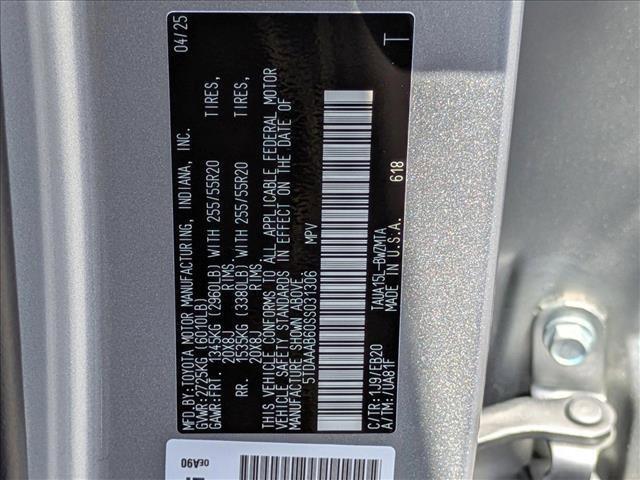 MFD.BY:TOYOTA MOTOR MANUFACTURING, INDIANA, INC. 04/25
GVWR:2725KG (6010LB)
GAWR:FRT. 1345KG (2960LB) WITH 255/55R20 TIRES,
20X8J RIMS
RR. 1535KG (3380LB) WITH 255/55R20 TIRES,
20X8J RIMS
THIS VEHICLE CONFORMS TO ALL APPLICABLE FEDERAL MOTOR
VEHICLE SAFETY STANDARDS IN EFFECT ON THE DATE OF
MANUFACTURE SHOWN ABOVE.
5TDAAAB60SS031306 MPV
C/TR:1J9/EB20 TAUA15L-BWZMTA T
A/TM:-/UA81F MADE IN U.S.A. 618
0EA90